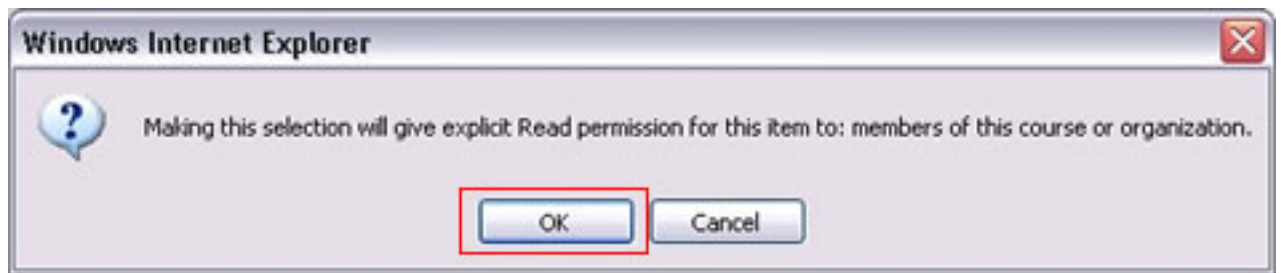 Windows Internet Explorer
Making this selection will give explicit Read permission for this item to: members of this course or organization.
OK Cancel